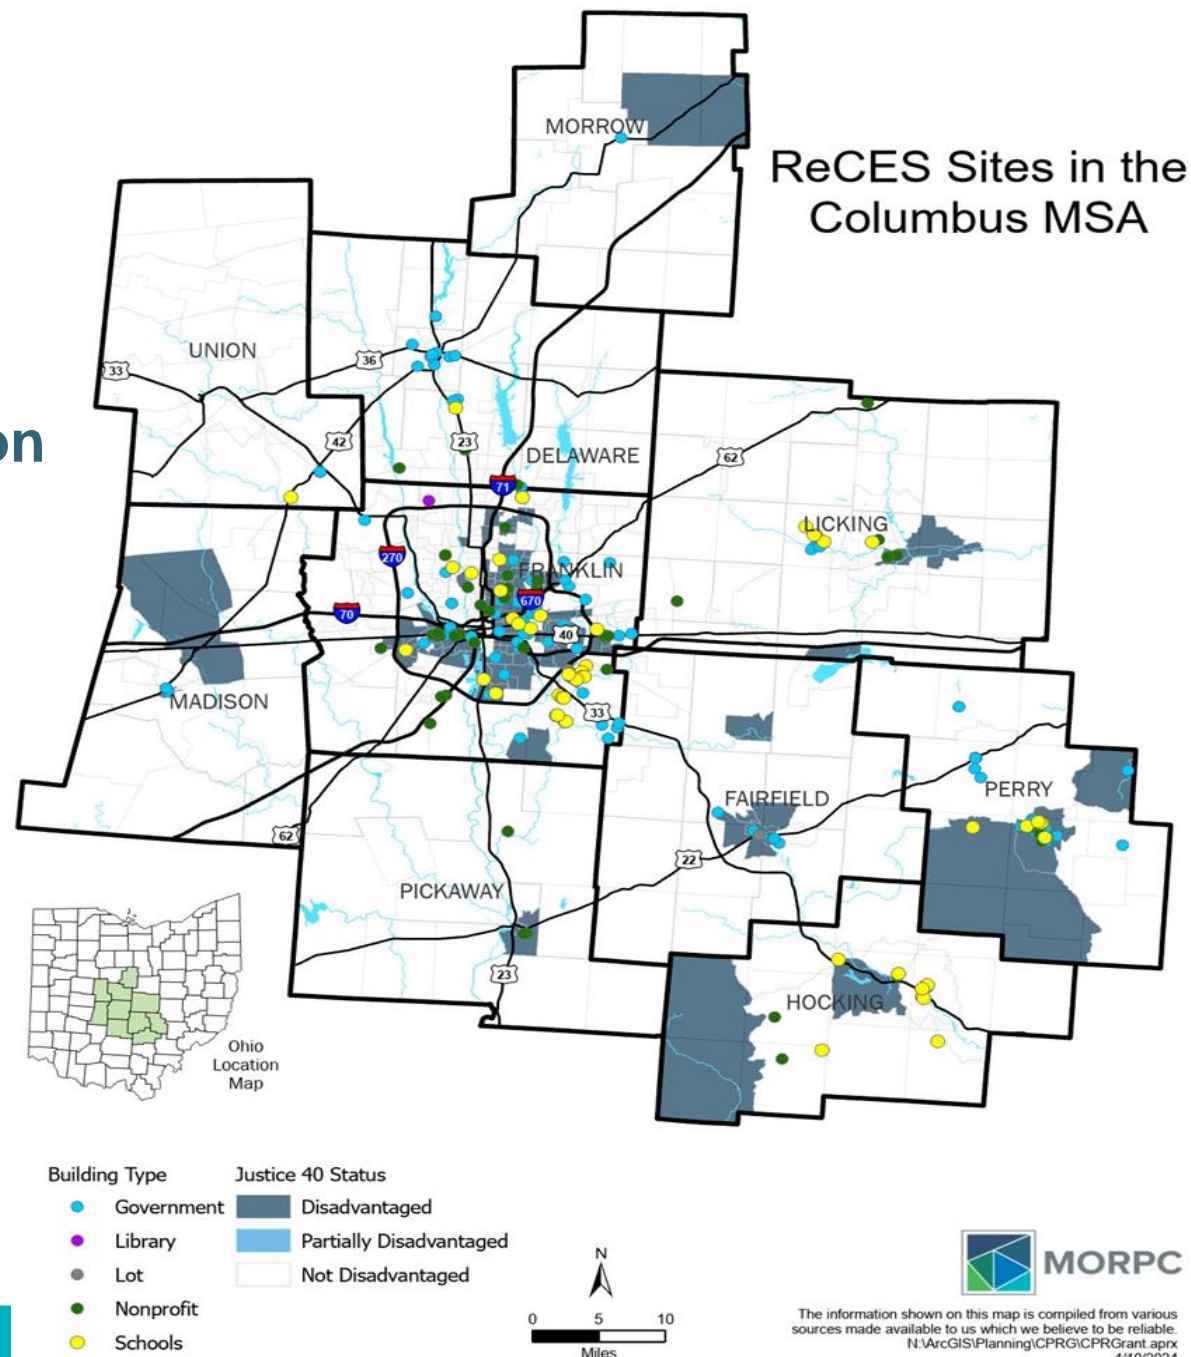 ReCES Sites in the
Columbus MSA
on
MORROW
UNION
33
36
42
23
DELAWARE
71
62
LICKING
270
FRANKLIN
670
70
40
MADISON
33
62
FAIRFIELD
PERRY
22
PICKAWAY
23
HOCKING
Ohio
Location
Map
Building Type
Government
Library
Lot
Nonprofit
Schools
Justice 40 Status
Disadvantaged
Partially Disadvantaged
Not Disadvantaged
N
0 5 10
Miles
MORPC
The information shown on this map is compiled from various
sources made available to us which we believe to be reliable.
N:\ArcGIS\Planning\CPRG\CPRGrant.aprx